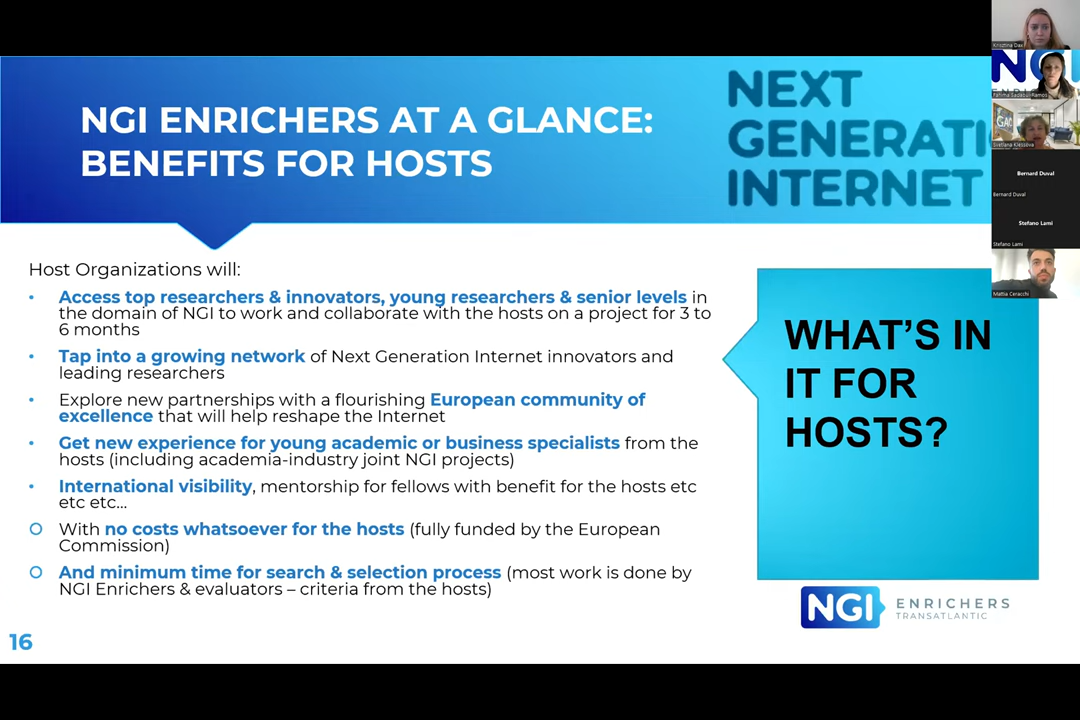 NGI ENRICHERS AT A GLANCE:
BENEFITS FOR HOSTS
NEXT
GENERATI
INTERNET
Host Organizations will:
• Access top researchers & innovators, young researchers & senior levels in
the domain of NGI to work and collaborate with the hosts on a project for 3 to
6 months
• Tap into a growing network of Next Generation Internet innovators and
leading researchers
• Explore new partnerships with a flourishing European community of
excellence that will help reshape the Internet
• Get new experience for young academic or business specialists from the
hosts (including academia-industry joint NGI projects)
• International visibility, mentorship for fellows with benefit for the hosts etc
etc etc…
O With no costs whatsoever for the hosts (fully funded by the European
Commission)
O And minimum time for search & selection process (most work is done by
NGI Enrichers & evaluators – criteria from the hosts)
16
WHAT'S IN
IT FOR
HOSTS?
NGI ENRICHERS
TRANSATLANTIC
Krisztina Dax
NGI
Svetlana Klessova
Bernard Duval
Bernard Duval
Stefano Lami
Stefano Lami
Mattia Ceracchi